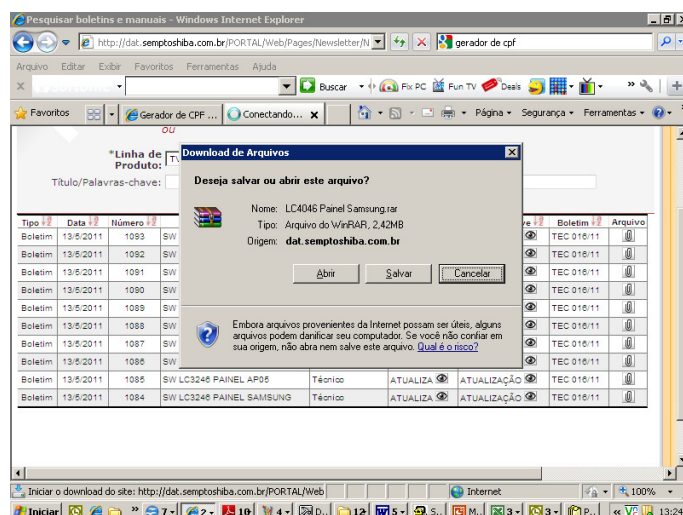 Pesquisar boletins e manuais - Windows Internet Explorer
http://dat.semptoshiba.com.br/PORTAL/Web/Pages/Newsletter/N
gerador de cpf
Arquivo Editar Exibir Favoritos Ferramentas Ajuda
Buscar Fix PC Fun TV Deals »
Favoritos Gerador de CPF ... Conectando... Página Segurança Ferramentas »
ou
*Linha de Produto: TV
Título/Palavras-chave:
Download de Arquivos
Deseja salvar ou abrir este arquivo?
Nome: LC4046 Painel Samsung.rar
Tipo: Arquivo do WinRAR, 2,42MB
Origem: dat.semptoshiba.com.br
Abrir Salvar Cancelar
Embora arquivos provenientes da Internet possam ser úteis, alguns
arquivos podem danificar seu computador. Se você não confiar em
sua origem, não abra nem salve este arquivo. Qual é o risco?
Tipo Data Número ve Boletim Arquivo
Boletim 13/5/2011 1093 SW TEC 016/11
Boletim 13/5/2011 1092 SW TEC 016/11
Boletim 13/5/2011 1091 SW TEC 016/11
Boletim 13/5/2011 1090 SW TEC 016/11
Boletim 13/5/2011 1089 SW TEC 016/11
Boletim 13/5/2011 1088 SW TEC 016/11
Boletim 13/5/2011 1087 SW TEC 016/11
Boletim 13/5/2011 1086 SW TEC 016/11
Boletim 13/5/2011 1085 SW LC3246 PAINEL AP05 Técnico ATUALIZA ATUALIZAÇÃO TEC 016/11
Boletim 13/5/2011 1084 SW LC3246 PAINEL SAMSUNG Técnico ATUALIZA ATUALIZAÇÃO TEC 016/11
Iniciar o download do site: http://dat.semptoshiba.com.br/PORTAL/Web Internet 100%
Iniciar » 7 2 10 4 D... 12 5 S.. M.. 3 3 P... « 13:24